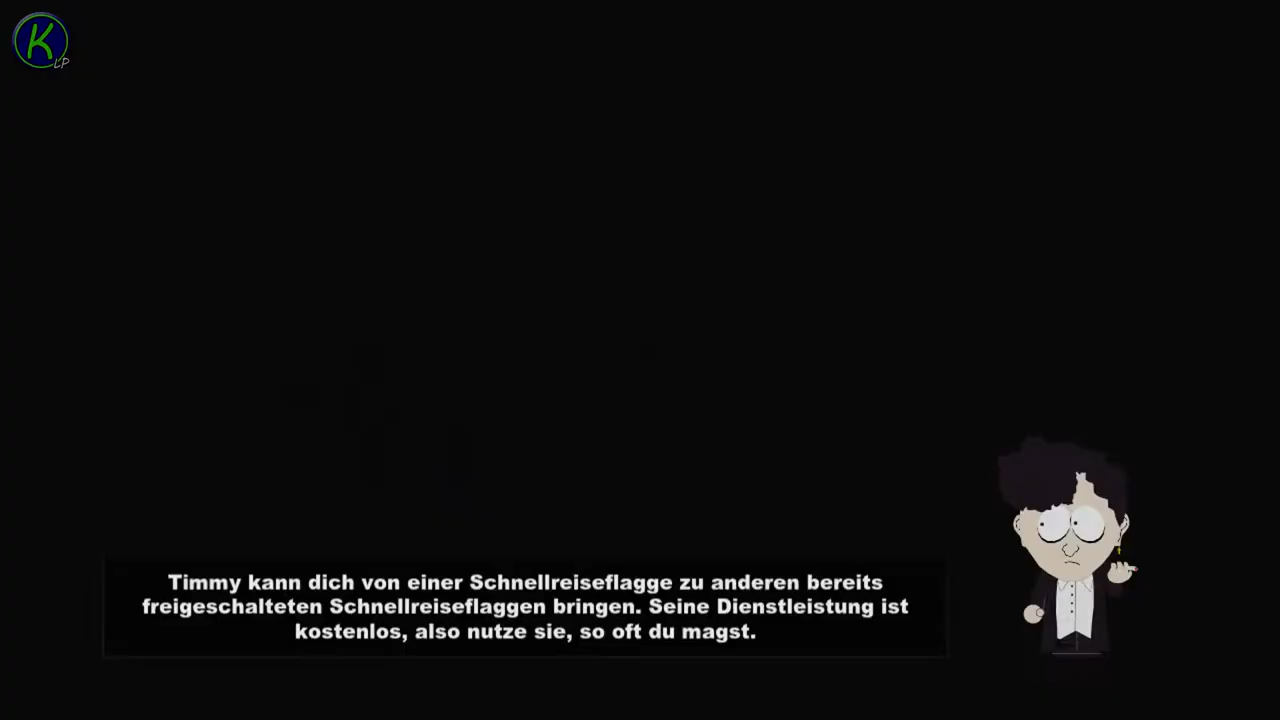 K
LP
Timmy kann dich von einer Schnellreiseflagge zu anderen bereits
freigeschalteten Schnellreiseflaggen bringen. Seine Dienstleistung ist
kostenlos, also nutze sie, so oft du magst.